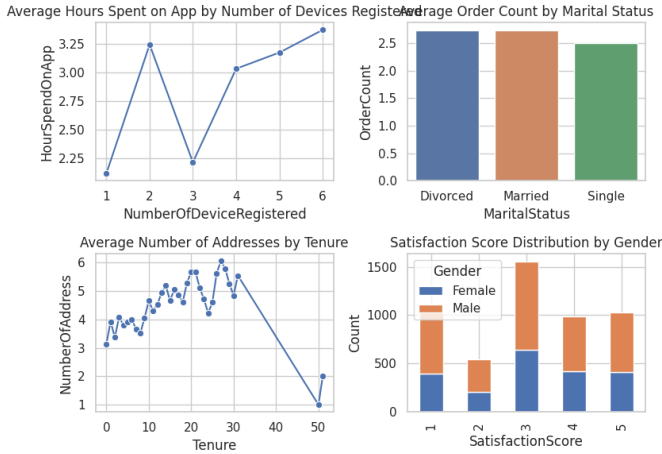 Average Hours Spent on App by Number of Devices Registered
HourSpendOnApp
3.25
3.00
2.75
2.50
2.25
1 2 3 4 5 6
NumberOfDeviceRegistered
Average Order Count by Marital Status
OrderCount
2.5
2.0
1.5
1.0
0.5
0.0
Divorced Married Single
MaritalStatus
Average Number of Addresses by Tenure
NumberOfAddress
6
5
4
3
2
1
0 10 20 30 40 50
Tenure
Satisfaction Score Distribution by Gender
Count
1500
1000
500
0
Gender
Female
Male
1 2 3 4 5
SatisfactionScore